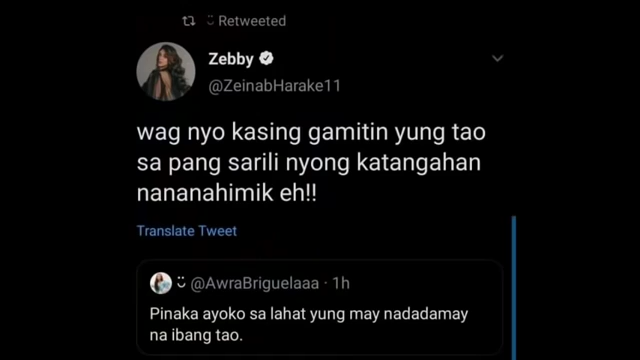 Retweeted
Zebby
@ZeinabHarake11
wag nyo kasing gamitin yung tao
sa pang sarili nyong katangahan
nananahimik eh!!
Translate Tweet
@AwraBriguelaaa · 1h
Pinaka ayoko sa lahat yung may nadadamay
na ibang tao.